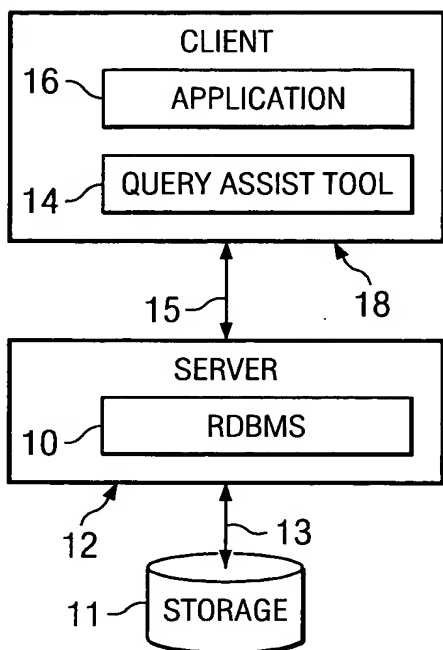 CLIENT
16 APPLICATION
14 QUERY ASSIST TOOL
15 18
SERVER
10 RDBMS
12 13
11 STORAGE